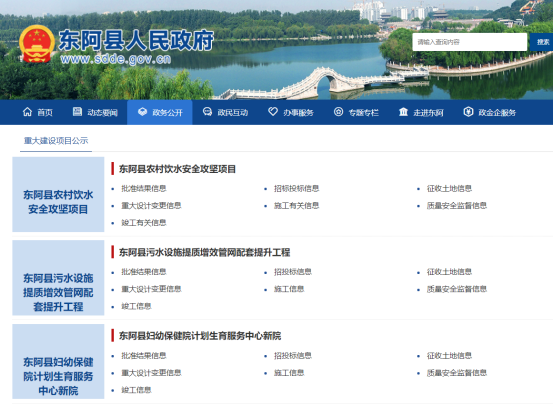 东阿县人民政府
www.sdde.gov.cn
请输入查询内容 搜索
首页 动态要闻 政务公开 政民互动 办事服务 专题专栏 走进东阿 政金企服务
重大建设项目公示
东阿县农村饮水安全攻坚项目
东阿县农村饮水
安全攻坚项目
批准结果信息 招标投标信息 征收土地信息
重大设计变更信息 施工有关信息 质量安全监督信息
竣工有关信息
东阿县污水设施提质增效管网配套提升工程
东阿县污水设施
提质增效管网配
套提升工程
批准结果信息 招投标信息 征收土地信息
重大设计变更信息 施工信息 质量安全监督信息
竣工信息
东阿县妇幼保健院计划生育服务中心新院
东阿县妇幼保健
院计划生育服务
中心新院
批准结果信息 招投标信息 征收土地信息
重大设计变更信息 施工信息 质量安全监督信息
竣工信息